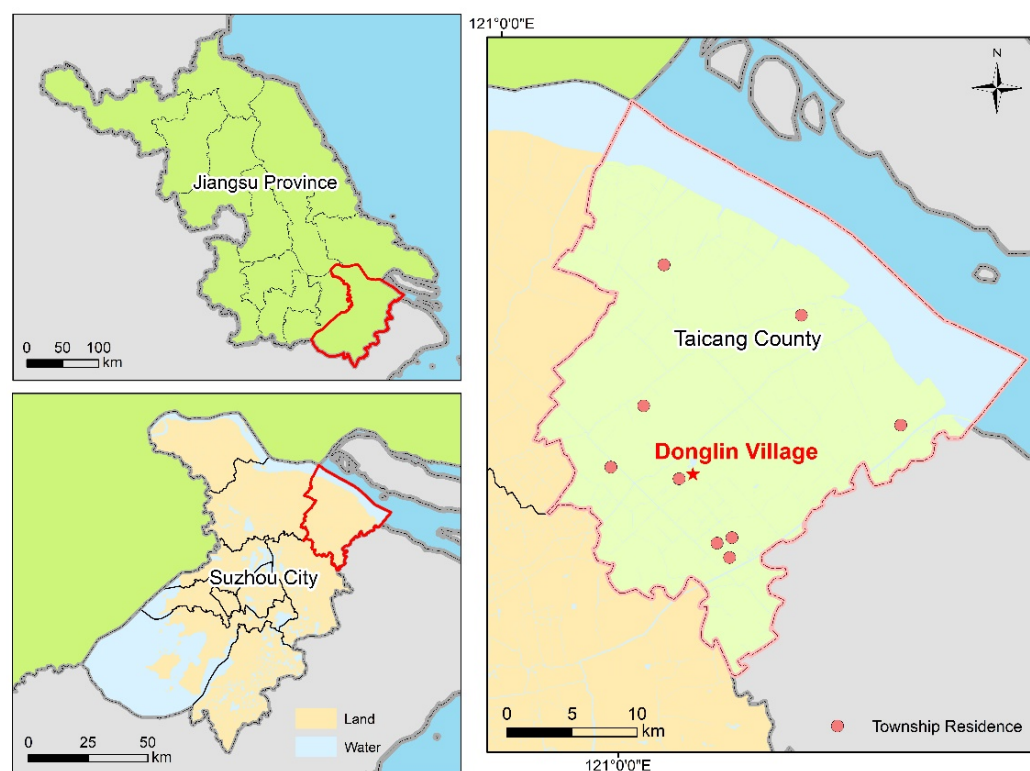 Jiangsu Province
0 50 100
km
Suzhou City
Land
Water
0 25 50
km
121°0'0"E
N
Taicang County
Donglin Village
0 5 10
km
Township Residence
121°0'0"E